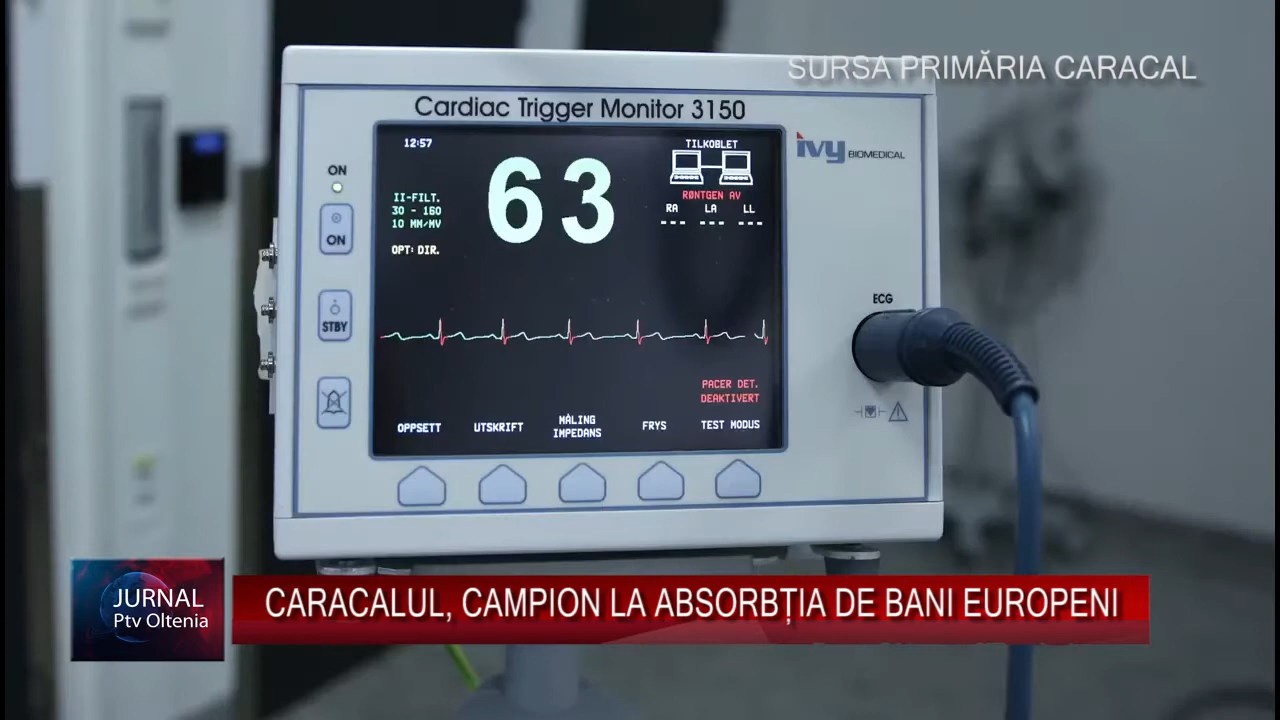 SURSA PRIMĂRIA CARACAL
Cardiac Trigger Monitor 3150
ivy BIOMEDICAL
12:57
63
TILKOBLET
RØNTGEN AV
RA LA LL
--- --- ---
II-FILT.
30 - 160
10 MM/MV
OPT: DIR.
ON
ON
STBY
ECG
PACER DET.
DEAKTIVERT
OPPSETT
UTSKRIFT
MÅLING
IMPEDANS
FRYS
TEST MODUS
JURNAL
Ptv Oltenia
CARACALUL, CAMPION LA ABSORBȚIA DE BANI EUROPENI